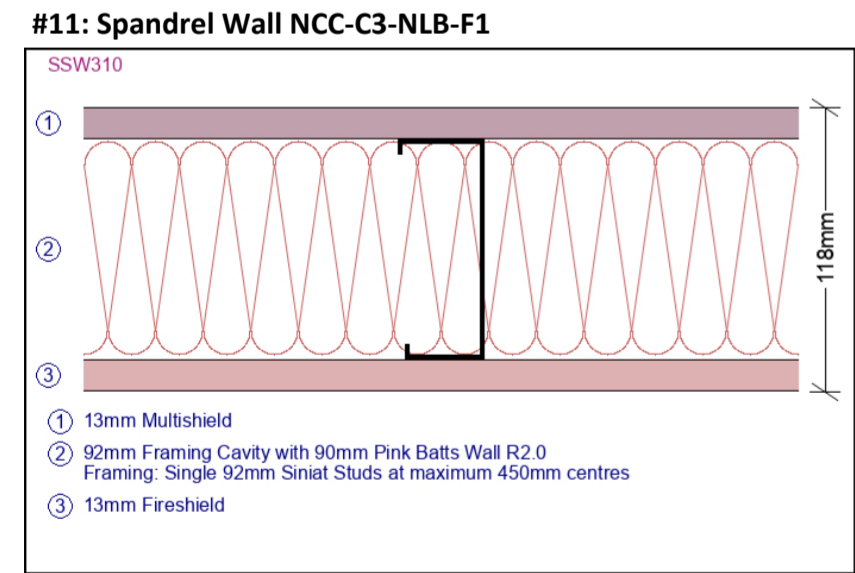 #11: Spandrel Wall NCC-C3-NLB-F1
SSW310
1
2
3
118mm
1 13mm Multishield
2 92mm Framing Cavity with 90mm Pink Batts Wall R2.0
Framing: Single 92mm Siniat Studs at maximum 450mm centres
3 13mm Fireshield